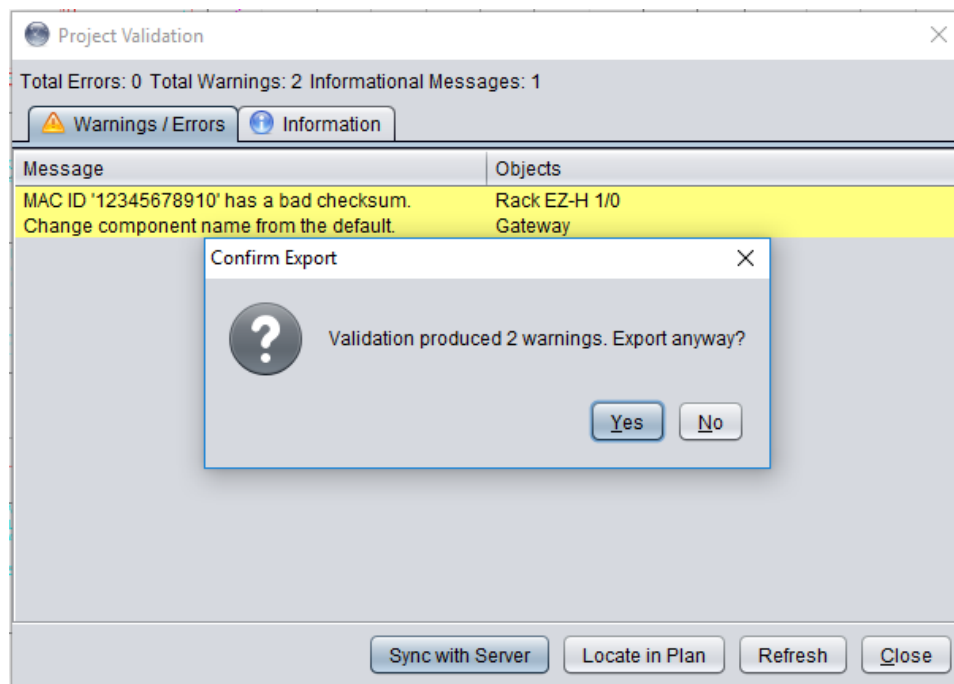 Project Validation
Total Errors: 0 Total Warnings: 2 Informational Messages: 1
Warnings / Errors
Information
Message
Objects
MAC ID '12345678910' has a bad checksum.
Rack EZ-H 1/0
Change component name from the default.
Gateway
Confirm Export
Validation produced 2 warnings. Export anyway?
Yes
No
Sync with Server
Locate in Plan
Refresh
Close